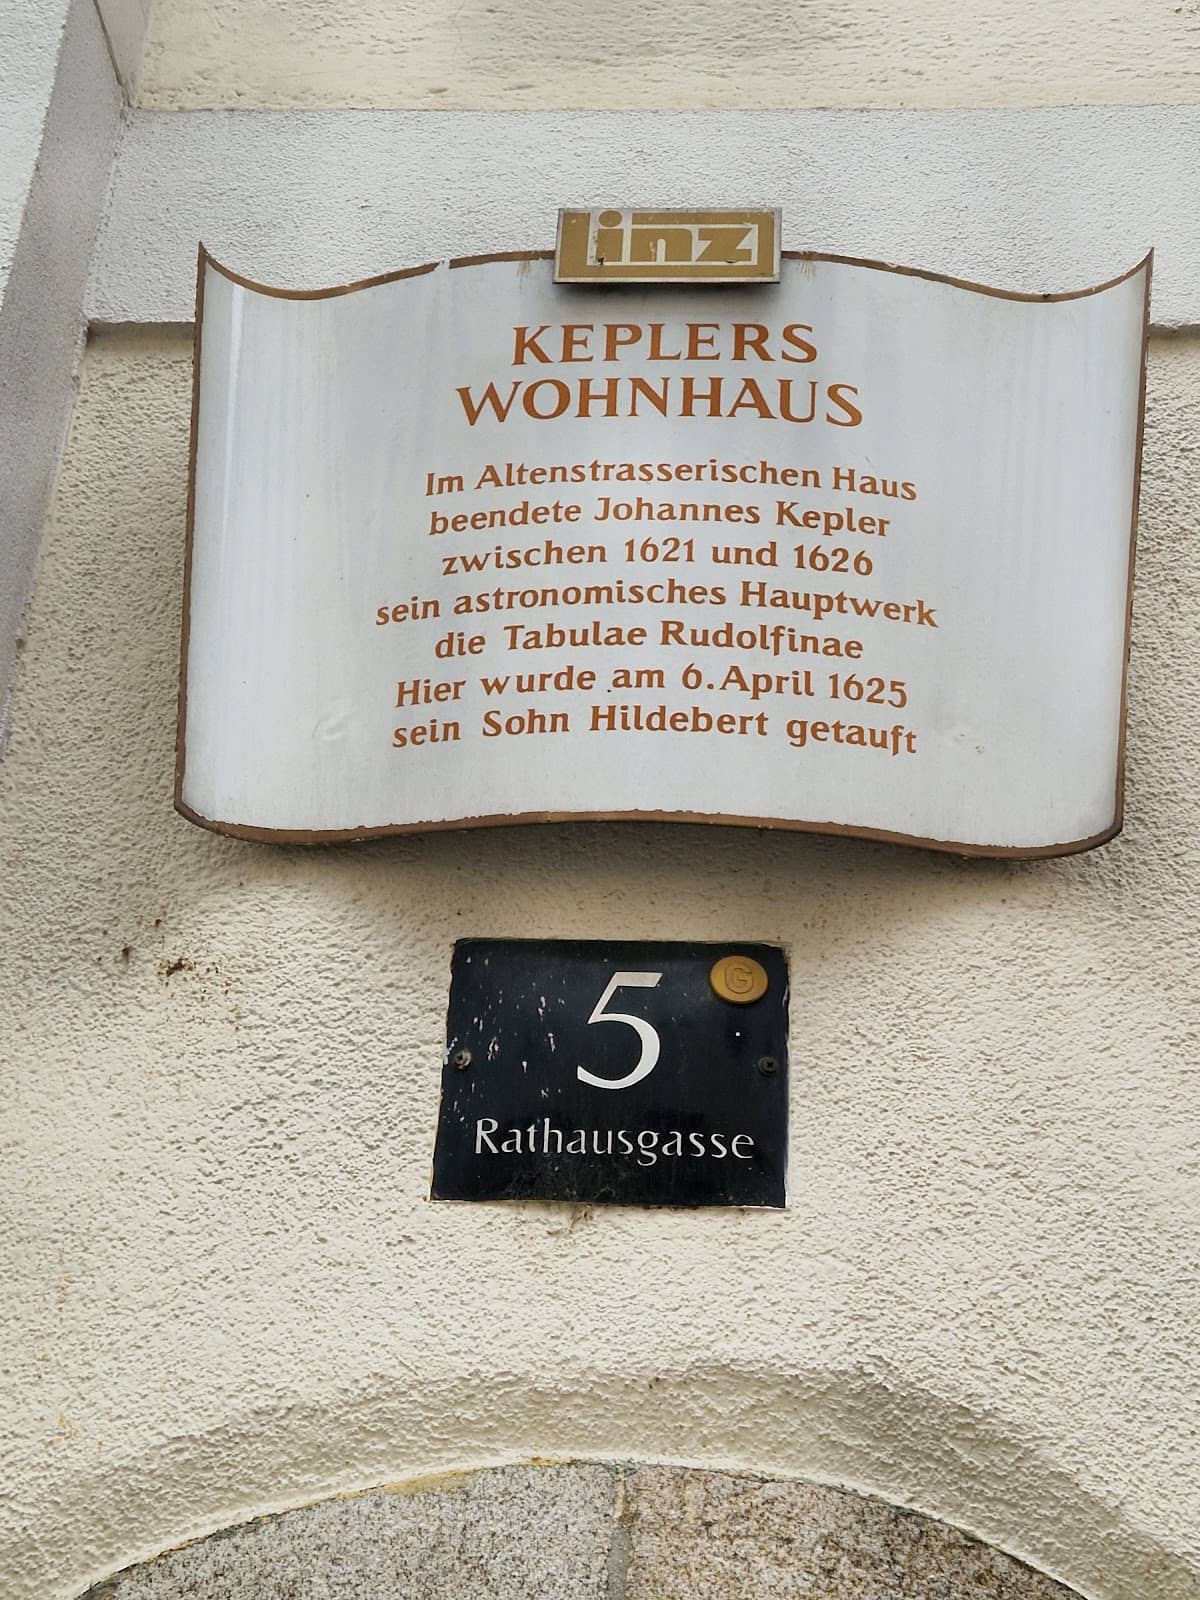 linz
KEPLERS
WOHNHAUS
Im Altenstrasserischen Haus
beendete Johannes Kepler
zwischen 1621 und 1626
sein astronomisches Hauptwerk
die Tabulae Rudolfinae
Hier wurde am 6. April 1625
sein Sohn Hildebert getauft
G
5
Rathausgasse